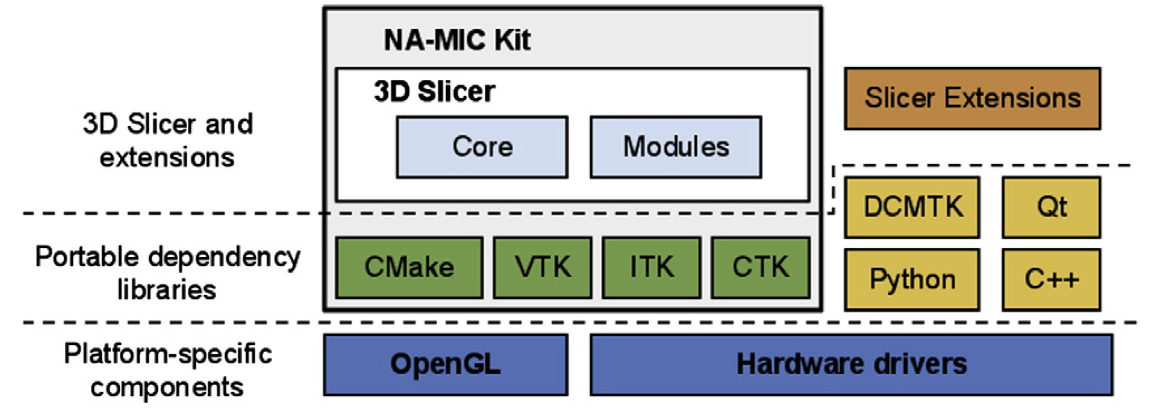 NA-MIC Kit
3D Slicer
Core
Modules
Slicer Extensions
3D Slicer and
extensions
DCMTK
Qt
Python
C++
Portable dependency
libraries
CMake
VTK
ITK
CTK
Platform-specific
components
OpenGL
Hardware drivers